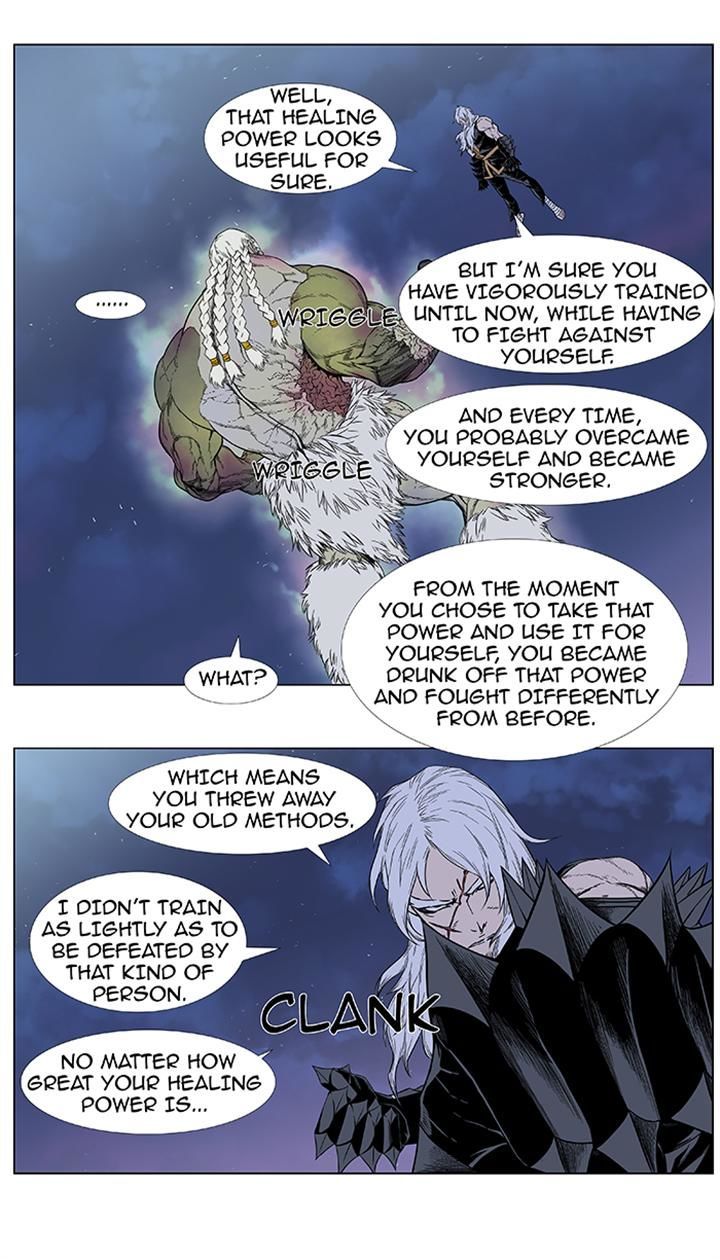 WELL,
THAT HEALING
POWER LOOKS
USEFUL FOR
SURE.
BUT I'M SURE YOU
HAVE VIGOROUSLY TRAINED
UNTIL NOW, WHILE HAVING
TO FIGHT AGAINST
YOURSELF.
......
WRIGGLE
AND EVERY TIME,
YOU PROBABLY OVERCAME
YOURSELF AND BECAME
STRONGER.
WRIGGLE
FROM THE MOMENT
YOU CHOSE TO TAKE THAT
POWER AND USE IT FOR
YOURSELF, YOU BECAME
DRUNK OFF THAT POWER
AND FOUGHT DIFFERENTLY
FROM BEFORE.
WHAT?
WHICH MEANS
YOU THREW AWAY
YOUR OLD METHODS.
I DIDN'T TRAIN
AS LIGHTLY AS TO
BE DEFEATED BY
THAT KIND OF
PERSON.
CLANK
NO MATTER HOW
GREAT YOUR HEALING
POWER IS...